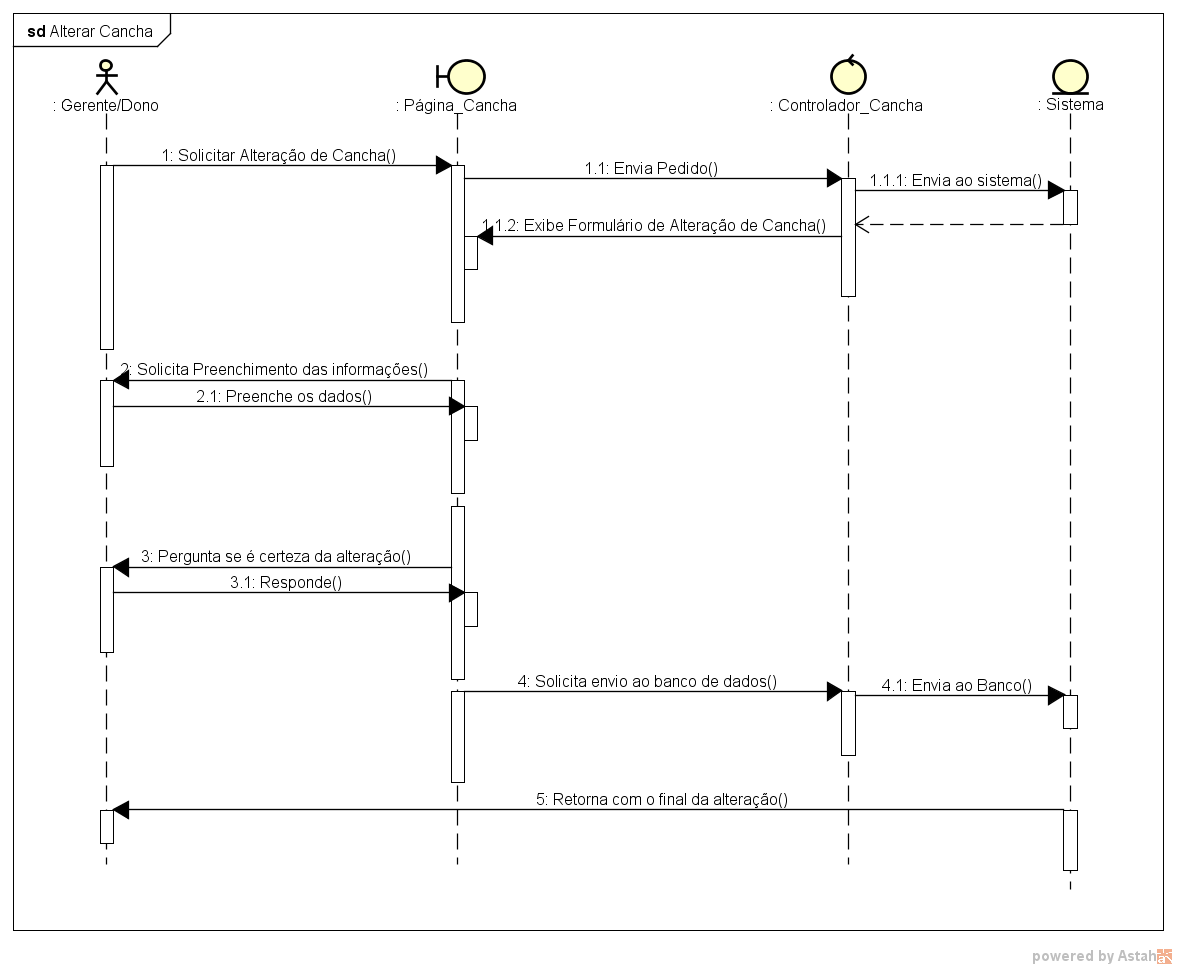 sd Alterar Cancha
: Gerente/Dono
: Página_Cancha
: Controlador_Cancha
: Sistema
1: Solicitar Alteração de Cancha()
1.1: Envia Pedido()
1.1.1: Envia ao sistema()
1.1.2: Exibe Formulário de Alteração de Cancha()
2: Solicita Preenchimento das informações()
2.1: Preenche os dados()
3: Pergunta se é certeza da alteração()
3.1: Responde()
4: Solicita envio ao banco de dados()
4.1: Envia ao Banco()
5: Retorna com o final da alteração()
powered by Astah